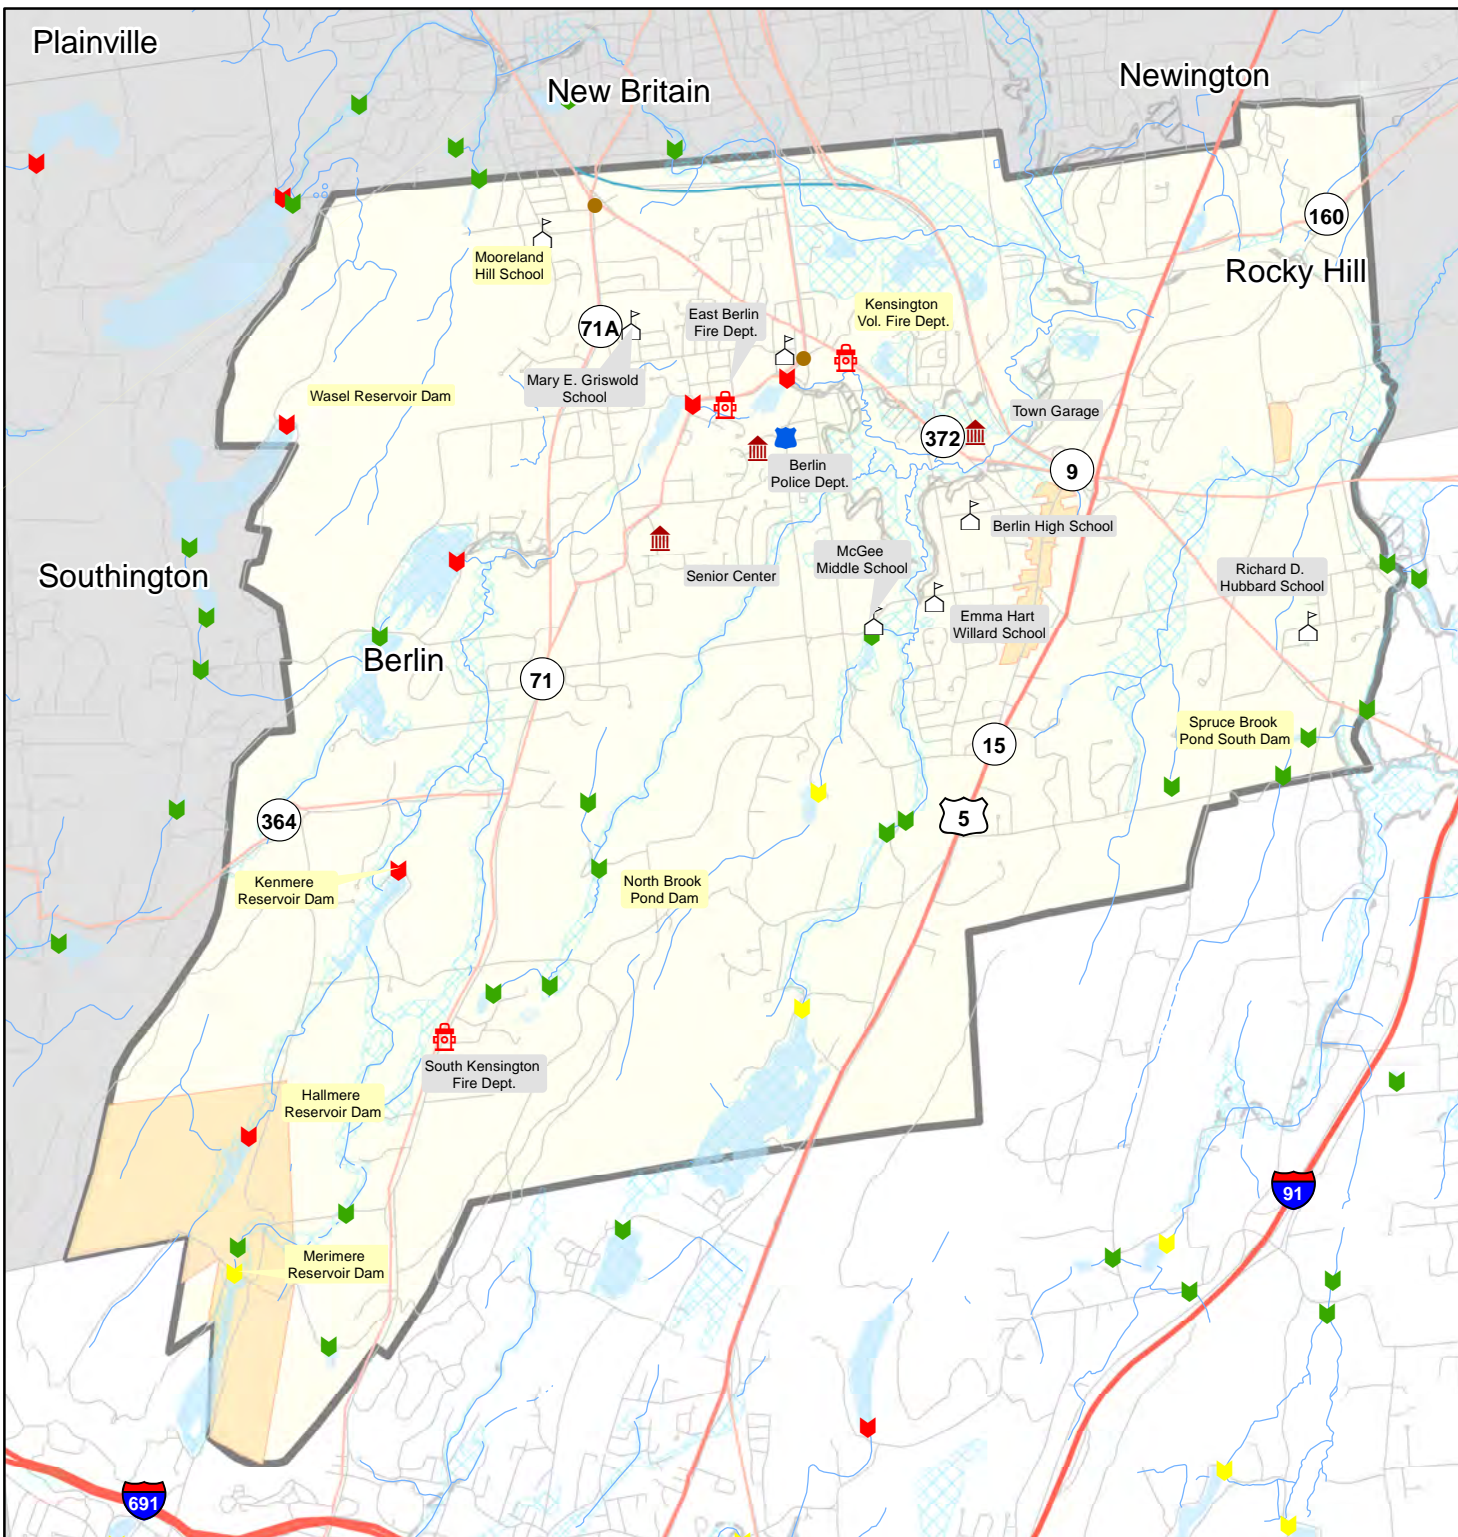 Plainville
New Britain
Newington
160
Rocky Hill
Mooreland
Hill School
71A
East Berlin
Fire Dept.
Kensington
Vol. Fire Dept.
Mary E. Griswold
School
Wasel Reservoir Dam
Town Garage
372
9
Berlin
Police Dept.
Berlin High School
McGee
Middle School
Senior Center
Southington
Richard D.
Hubbard School
Emma Hart
Willard School
Berlin
71
Spruce Brook
Pond South Dam
15
5
364
Kenmere
Reservoir Dam
North Brook
Pond Dam
South Kensington
Fire Dept.
Hallmere
Reservoir Dam
91
Merimere
Reservoir Dam
691